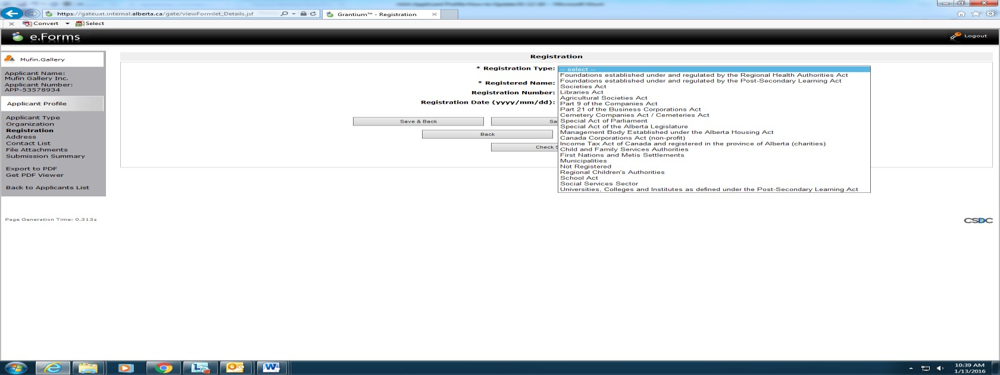 https://gateuat.internal.alberta.ca/gate/viewFormlet_Details.jsf
Grantium™ - Registration
Convert
Select
e.Forms
Logout
Mufin.Gallery
Applicant Name:
Mufin Gallery Inc.
Applicant Number:
APP-53578934
Applicant Profile
Applicant Type
Organization
Registration
Address
Contact List
File Attachments
Submission Summary
Export to PDF
Get PDF Viewer
Back to Applicants List
Page Generation Time: 0.313s
Registration
* Registration Type:
* Registered Name:
Registration Number:
Registration Date (yyyy/mm/dd):
-- select --
Foundations established under and regulated by the Regional Health Authorities Act
Foundations established under and regulated by the Post-Secondary Learning Act
Societies Act
Libraries Act
Agricultural Societies Act
Part 9 of the Companies Act
Part 21 of the Business Corporations Act
Cemetery Companies Act / Cemeteries Act
Special Act of Parliament
Special Act of the Alberta Legislature
Management Body Established under the Alberta Housing Act
Canada Corporations Act (non-profit)
Income Tax Act of Canada and registered in the province of Alberta (charities)
Child and Family Services Authorities
First Nations and Metis Settlements
Municipalities
Not Registered
Regional Children's Authorities
School Act
Social Services Sector
Universities, Colleges and Institutes as defined under the Post-Secondary Learning Act
Save & Back
Sa
Back
Check S
CSDC
10:39 AM
1/13/2016